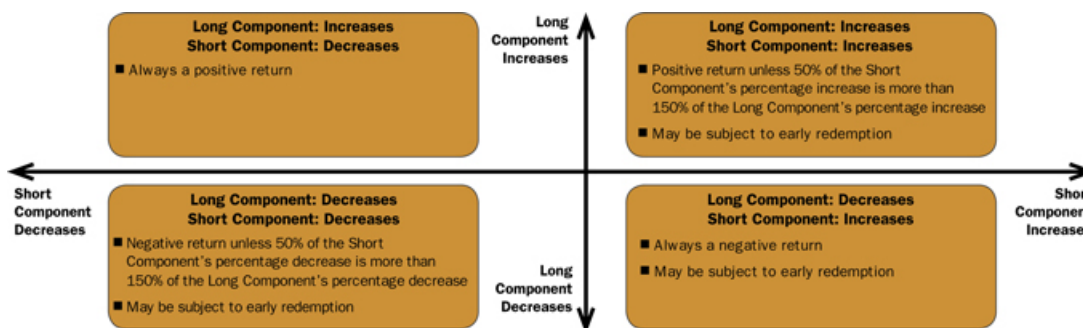 Long Component: Increases
Short Component: Decreases
■ Always a positive return
Long
Component
Increases
Long Component: Increases
Short Component: Increases
■ Positive return unless 50% of the Short
Component's percentage increase is more than
150% of the Long Component's percentage increase
■ May be subject to early redemption
Short
Component
Decreases
Shor
Component
Increase
Long Component: Decreases
Short Component: Decreases
■ Negative return unless 50% of the Short
Component's percentage decrease is more than
150% of the Long Component's percentage decrease
■ May be subject to early redemption
Long
Component
Decreases
Long Component: Decreases
Short Component: Increases
■ Always a negative return
■ May be subject to early redemption